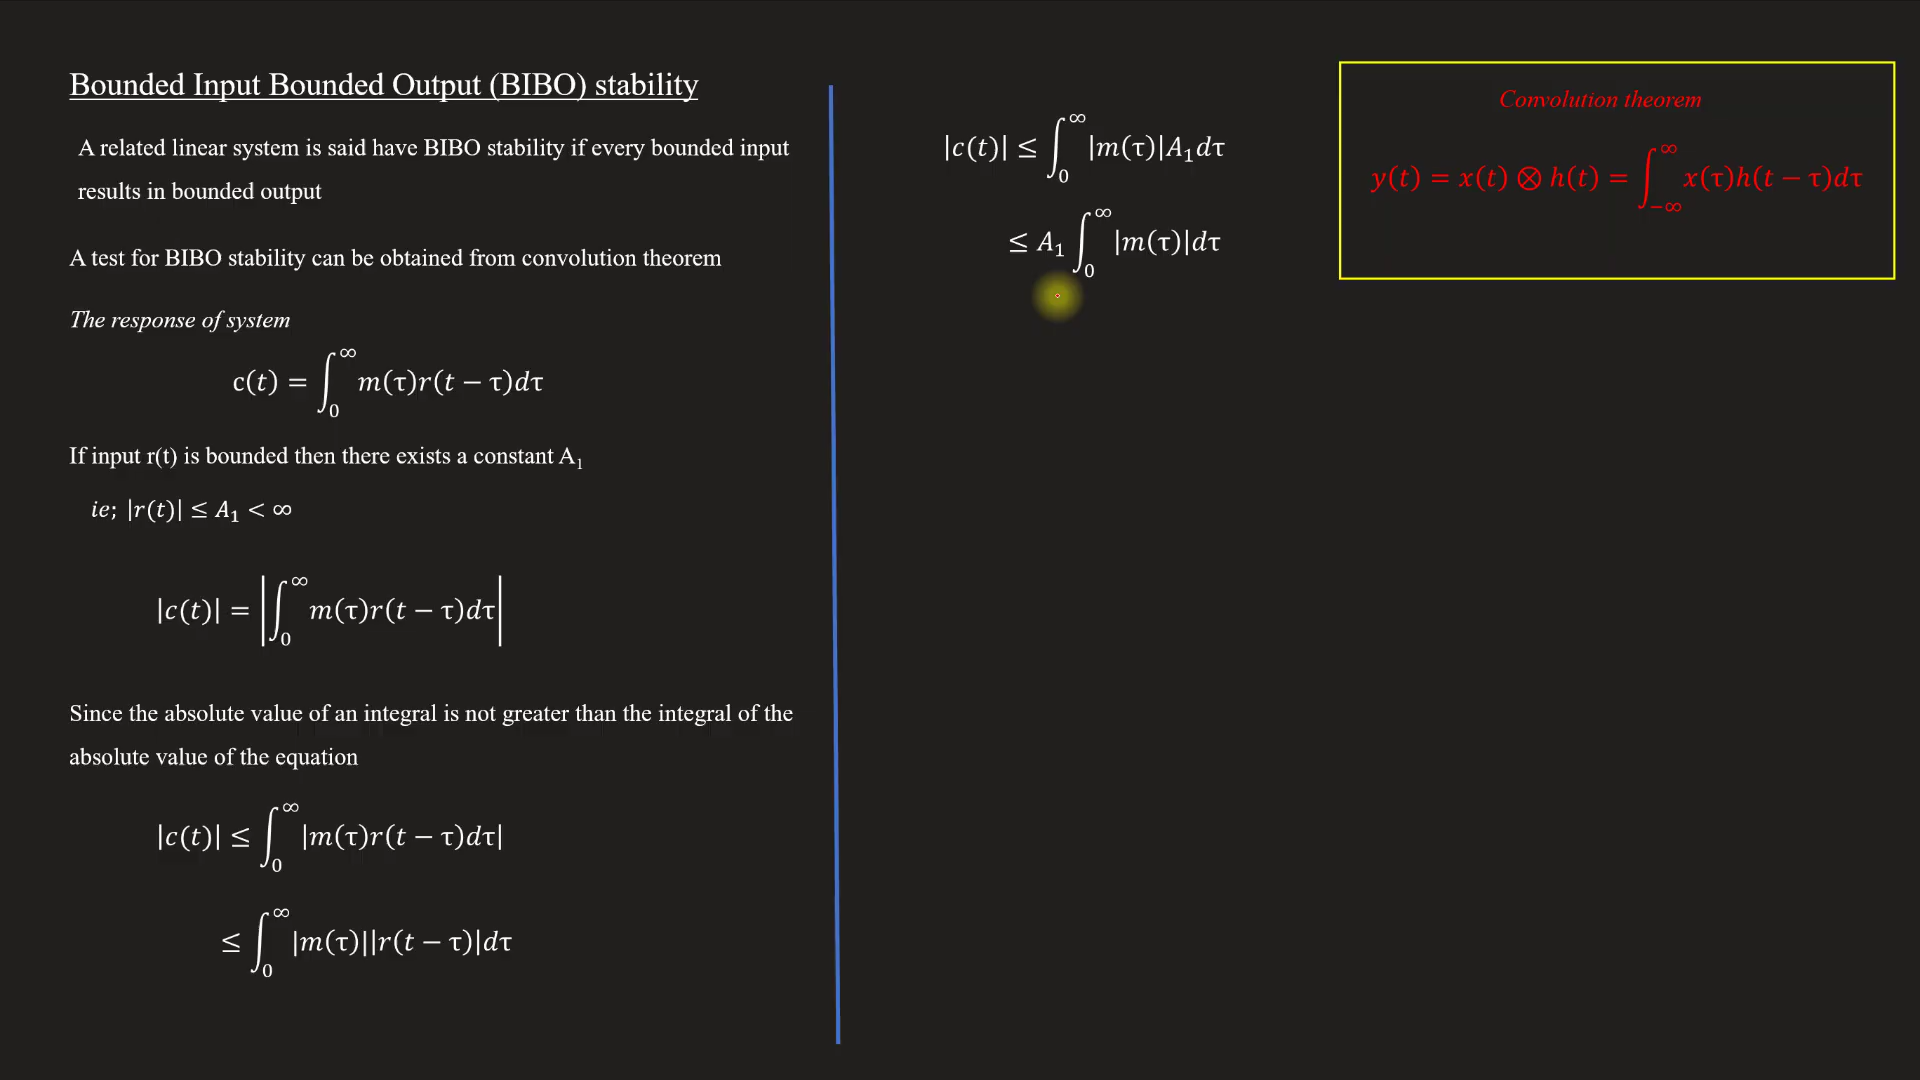 Bounded Input Bounded Output (BIBO) stability
A related linear system is said have BIBO stability if every bounded input
results in bounded output
A test for BIBO stability can be obtained from convolution theorem
The response of system
c(t) = ∫₀^∞ m(τ)r(t − τ)dτ
If input r(t) is bounded then there exists a constant A₁
ie; |r(t)| ≤ A₁ < ∞
|c(t)| = |∫₀^∞ m(τ)r(t − τ)dτ|
Since the absolute value of an integral is not greater than the integral of the
absolute value of the equation
|c(t)| ≤ ∫₀^∞ |m(τ)r(t − τ)dτ|
≤ ∫₀^∞ |m(τ)||r(t − τ)|dτ
|c(t)| ≤ ∫₀^∞ |m(τ)|A₁dτ
≤ A₁ ∫₀^∞ |m(τ)|dτ
Convolution theorem
y(t) = x(t) ⊗ h(t) = ∫₋∞^∞ x(τ)h(t − τ)dτ